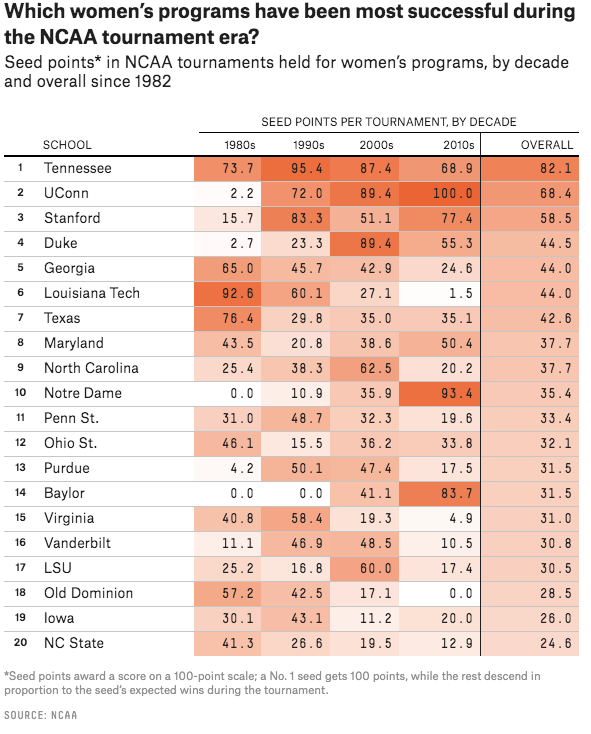 Which women's programs have been most successful during
the NCAA tournament era?
Seed points* in NCAA tournaments held for women's programs, by decade
and overall since 1982
SEED POINTS PER TOURNAMENT, BY DECADE
SCHOOL 1980s 1990s 2000s 2010s OVERALL
1 Tennessee 73.7 95.4 87.4 68.9 82.1
2 UConn 2.2 72.0 89.4 100.0 68.4
3 Stanford 15.7 83.3 51.1 77.4 58.5
4 Duke 2.7 23.3 89.4 55.3 44.5
5 Georgia 65.0 45.7 42.9 24.6 44.0
6 Louisiana Tech 92.6 60.1 27.1 1.5 44.0
7 Texas 76.4 29.8 35.0 35.1 42.6
8 Maryland 43.5 20.8 38.6 50.4 37.7
9 North Carolina 25.4 38.3 62.5 20.2 37.7
10 Notre Dame 0.0 10.9 35.9 93.4 35.4
11 Penn St. 31.0 48.7 32.3 19.6 33.4
12 Ohio St. 46.1 15.5 36.2 33.8 32.1
13 Purdue 4.2 50.1 47.4 17.5 31.5
14 Baylor 0.0 0.0 41.1 83.7 31.5
15 Virginia 40.8 58.4 19.3 4.9 31.0
16 Vanderbilt 11.1 46.9 48.5 10.5 30.8
17 LSU 25.2 16.8 60.0 17.4 30.5
18 Old Dominion 57.2 42.5 17.1 0.0 28.5
19 Iowa 30.1 43.1 11.2 20.0 26.0
20 NC State 41.3 26.6 19.5 12.9 24.6
*Seed points award a score on a 100-point scale; a No. 1 seed gets 100 points, while the rest descend in
proportion to the seed's expected wins during the tournament.
SOURCE: NCAA